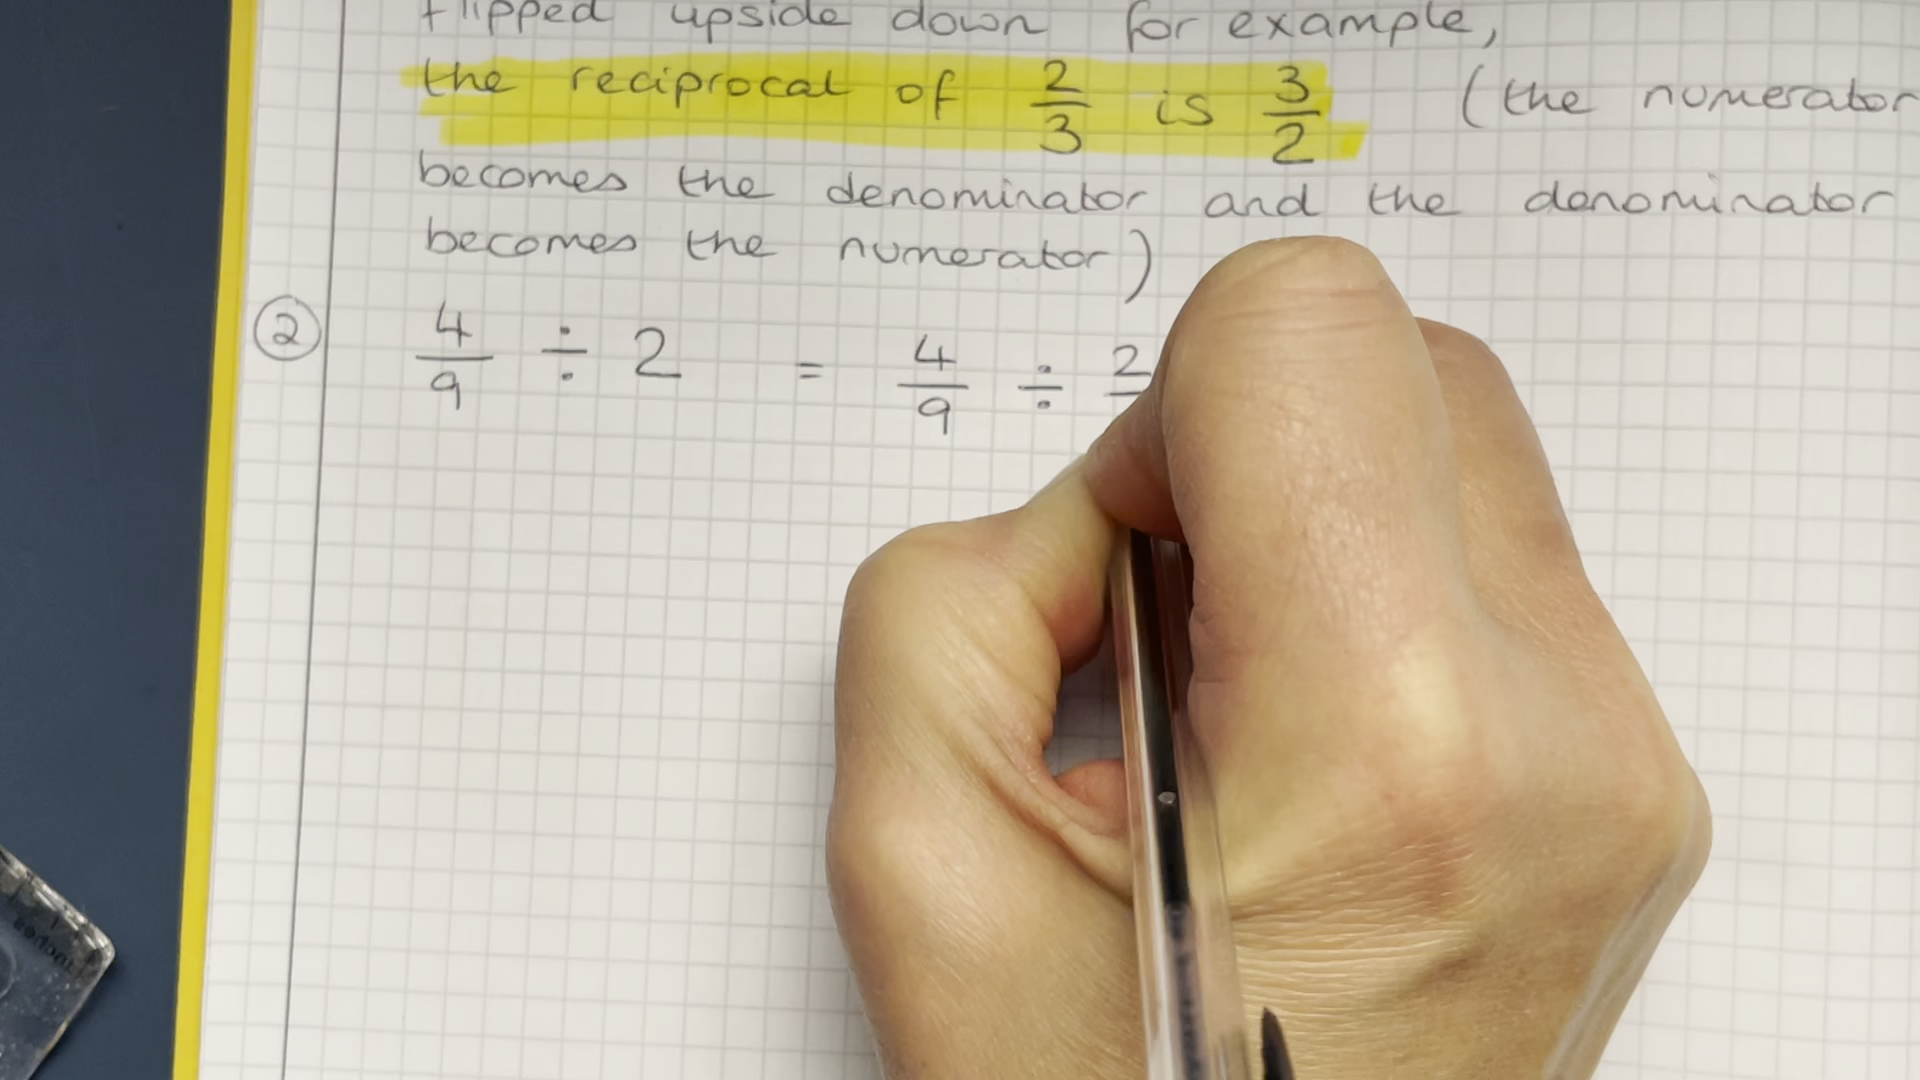 flipped upside down for example,
the reciprocal of 2/3 is 3/2 (the numerator
becomes the denominator and the denominator
becomes the numerator)
② 4/9 ÷ 2 = 4/9 ÷ 2